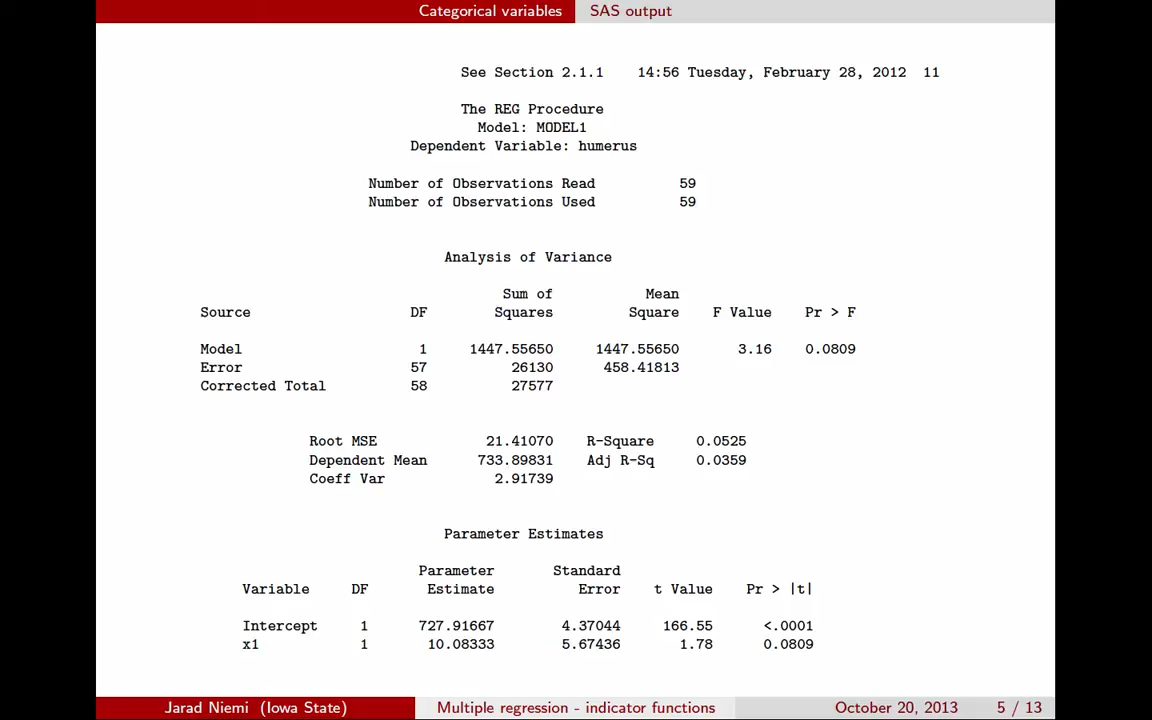 Categorical variables SAS output
See Section 2.1.1 14:56 Tuesday, February 28, 2012 11
The REG Procedure
Model: MODEL1
Dependent Variable: humerus
Number of Observations Read 59
Number of Observations Used 59
Analysis of Variance
Sum of Mean
Source DF Squares Square F Value Pr > F
Model 1 1447.55650 1447.55650 3.16 0.0809
Error 57 26130 458.41813
Corrected Total 58 27577
Root MSE 21.41070 R-Square 0.0525
Dependent Mean 733.89831 Adj R-Sq 0.0359
Coeff Var 2.91739
Parameter Estimates
Parameter Standard
Variable DF Estimate Error t Value Pr > |t|
Intercept 1 727.91667 4.37044 166.55 <.0001
x1 1 10.08333 5.67436 1.78 0.0809
Jarad Niemi (Iowa State) Multiple regression - indicator functions October 20, 2013 5 / 13